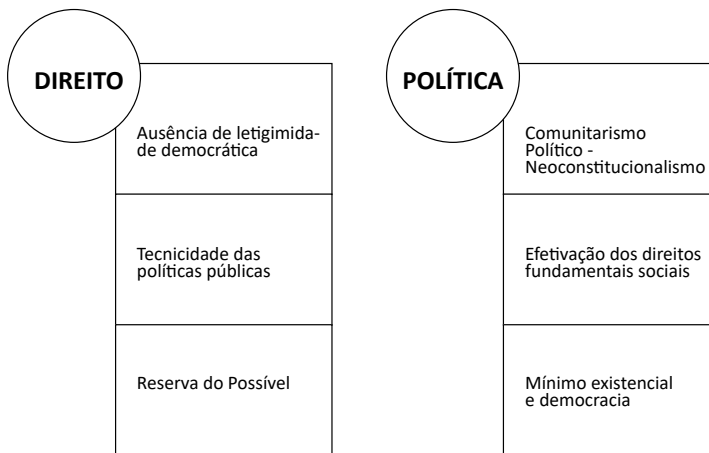 DIREITO
Ausência de letigimida-
de democrática
Tecnicidade das
políticas públicas
Reserva do Possível
POLÍTICA
Comunitarismo
Político -
Neoconstitucionalismo
Efetivação dos direitos
fundamentais sociais
Mínimo existencial
e democracia